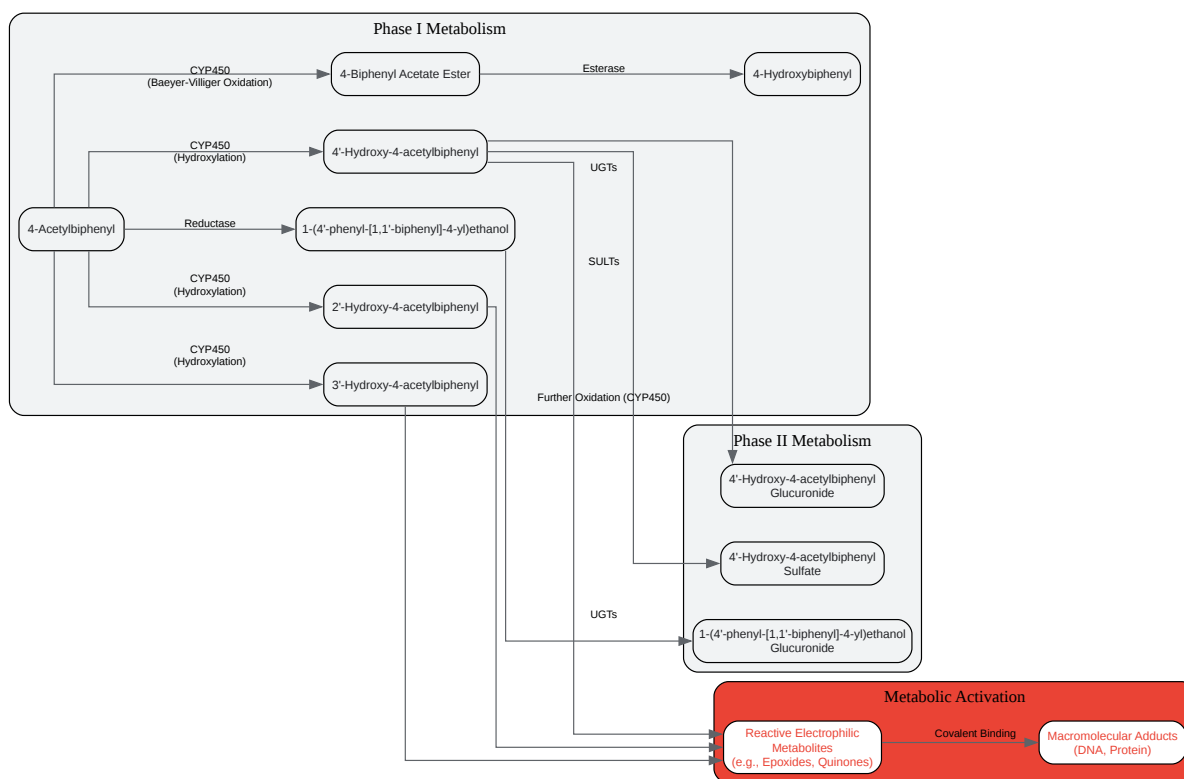 Phase I Metabolism
CYP450
(Baeyer-Villiger Oxidation)
4-Biphenyl Acetate Ester
Esterase
4-Hydroxybiphenyl
CYP450
(Hydroxylation)
4'-Hydroxy-4-acetylbiphenyl
UGTs
4-Acetylbiphenyl
Reductase
1-(4'-phenyl-[1,1'-biphenyl]-4-yl)ethanol
SULTs
CYP450
(Hydroxylation)
2'-Hydroxy-4-acetylbiphenyl
CYP450
(Hydroxylation)
3'-Hydroxy-4-acetylbiphenyl
Further Oxidation (CYP450)
Phase II Metabolism
4'-Hydroxy-4-acetylbiphenyl
Glucuronide
4'-Hydroxy-4-acetylbiphenyl
Sulfate
UGTs
1-(4'-phenyl-[1,1'-biphenyl]-4-yl)ethanol
Glucuronide
Metabolic Activation
Reactive Electrophilic
Metabolites
(e.g., Epoxides, Quinones)
Covalent Binding
Macromolecular Adducts
(DNA, Protein)